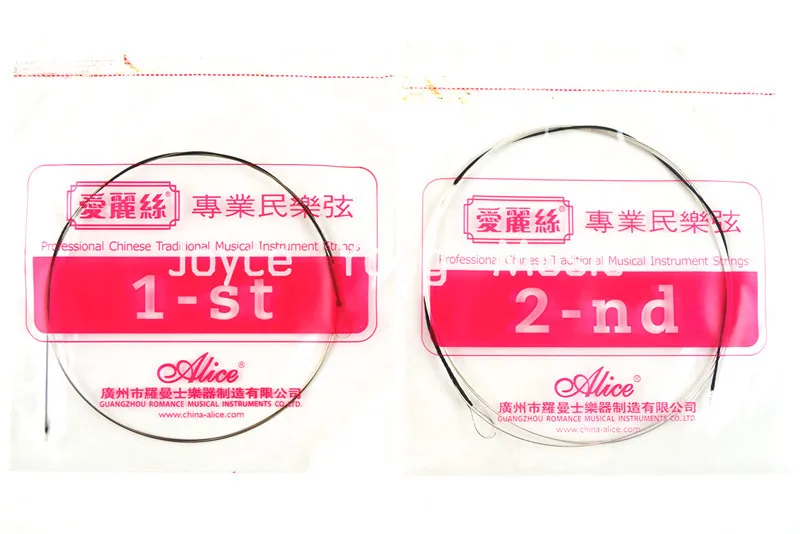 愛麗絲® 專業民樂弦
Professional Chinese Traditional Musical Instrument Strings
1-st
Alice®
廣州市羅曼士樂器制造有限公司
GUANGZHOU ROMANCE MUSICAL INSTRUMENTS CO.,LTD.
www.china-alice.com
愛麗絲® 專業民樂弦
Professional Chinese Traditional Musical Instrument Strings
2-nd
Alice®
廣州市羅曼士樂器制造有限公司
GUANGZHOU ROMANCE MUSICAL INSTRUMENTS CO.,LTD.
www.china-alice.com
Joyce Music